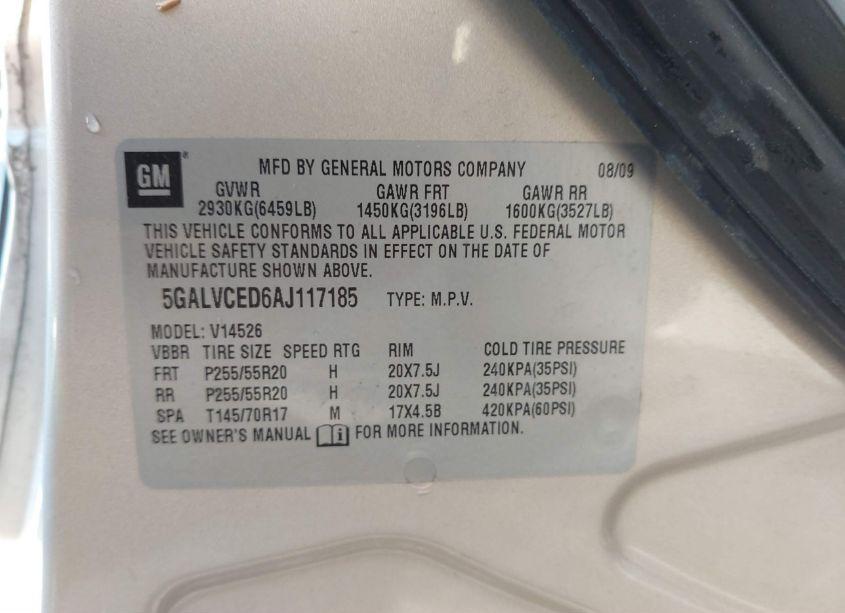 GM ®
MFD BY GENERAL MOTORS COMPANY 08/09
GVWR GAWR FRT GAWR RR
2930KG(6459LB) 1450KG(3196LB) 1600KG(3527LB)
THIS VEHICLE CONFORMS TO ALL APPLICABLE U.S. FEDERAL MOTOR
VEHICLE SAFETY STANDARDS IN EFFECT ON THE DATE OF
MANUFACTURE SHOWN ABOVE.
5GALVCED6AJ117185 TYPE: M.P.V.
MODEL: V14526
VBBR TIRE SIZE SPEED RTG RIM COLD TIRE PRESSURE
FRT P255/55R20 H 20X7.5J 240KPA(35PSI)
RR P255/55R20 H 20X7.5J 240KPA(35PSI)
SPA T145/70R17 M 17X4.5B 420KPA(60PSI)
SEE OWNER'S MANUAL i FOR MORE INFORMATION.